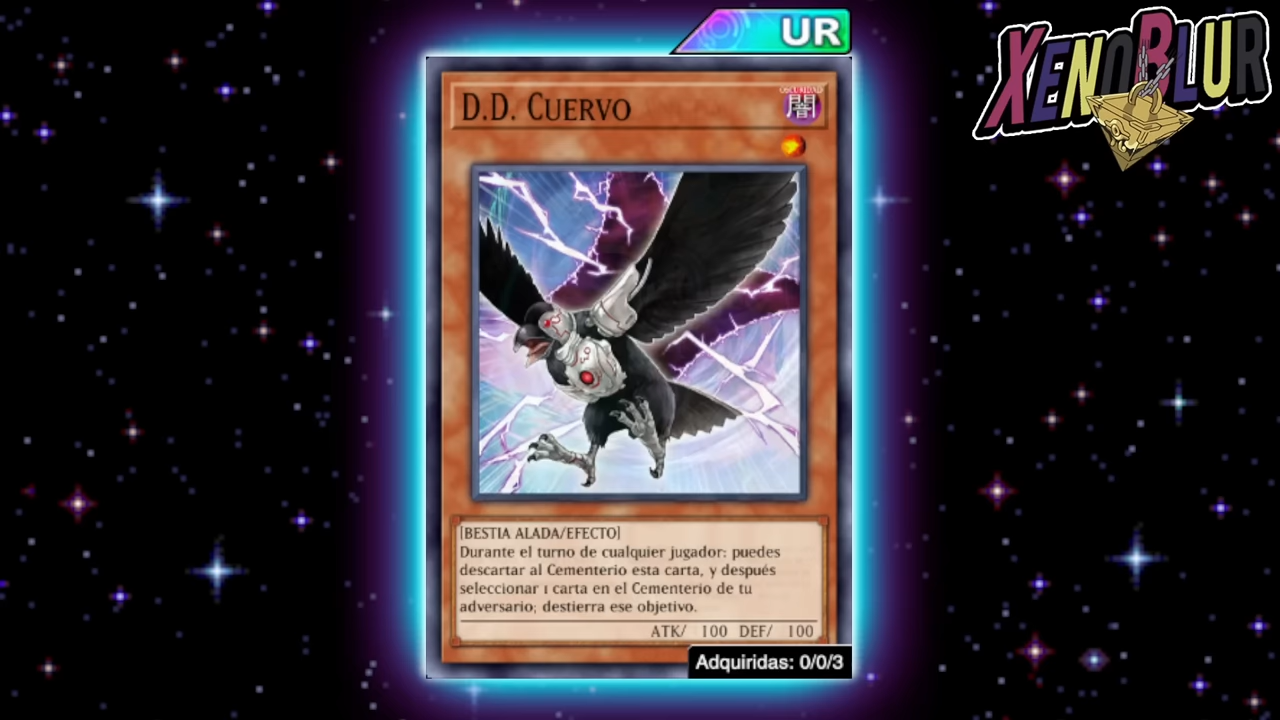 UR
XENOBLUR
D.D. CUERVO
OSCURIDAD
闇
[BESTIA ALADA/EFECTO]
Durante el turno de cualquier jugador: puedes
descartar al Cementerio esta carta, y después
seleccionar 1 carta en el Cementerio de tu
adversario; destierra ese objetivo.
ATK/ 100 DEF/ 100
Adquiridas: 0/0/3